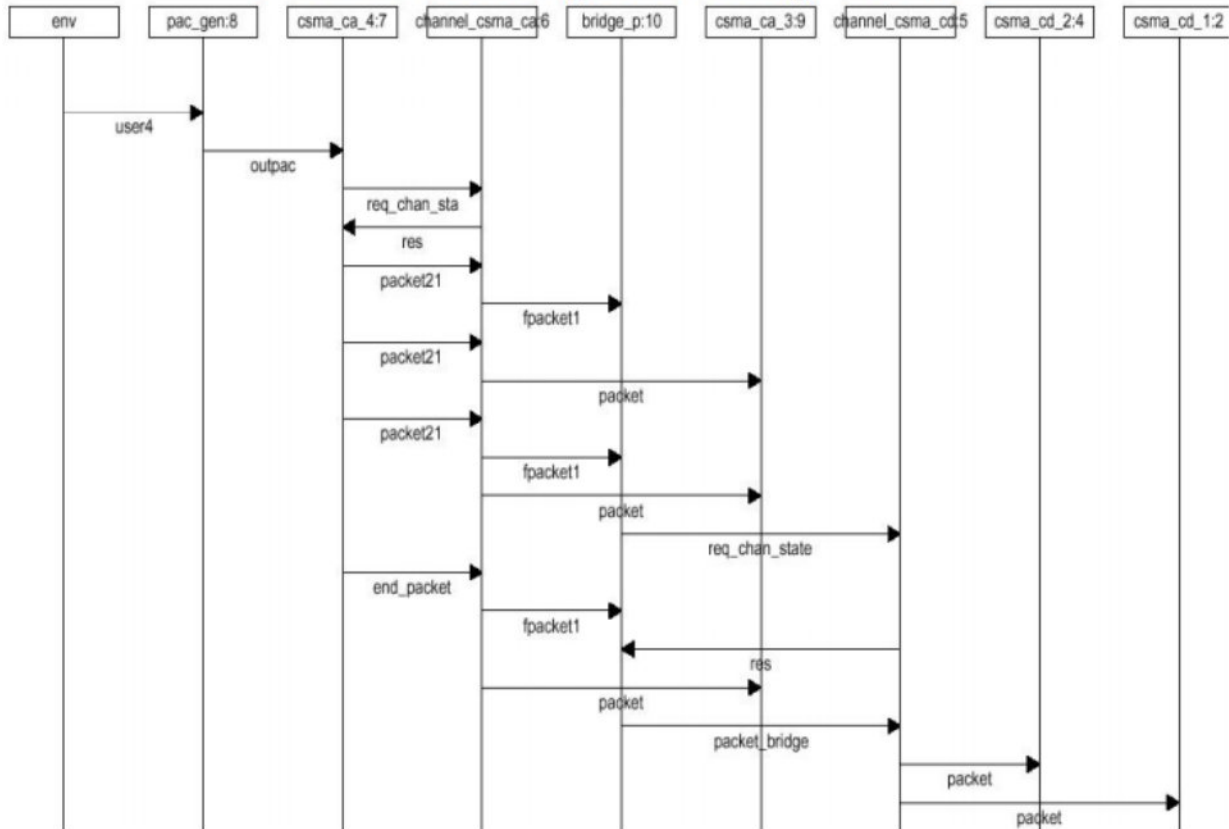 env
pac_gen:8
csma_ca_4:7
channel_csma_ca:6
bridge_p:10
csma_ca_3:9
channel_csma_cd:5
csma_cd_2:4
csma_cd_1:2
user4
outpac
req_chan_sta
res
packet21
fpacket1
packet21
packet
packet21
fpacket1
packet
req_chan_state
end_packet
fpacket1
res
packet
packet_bridge
packet
packet